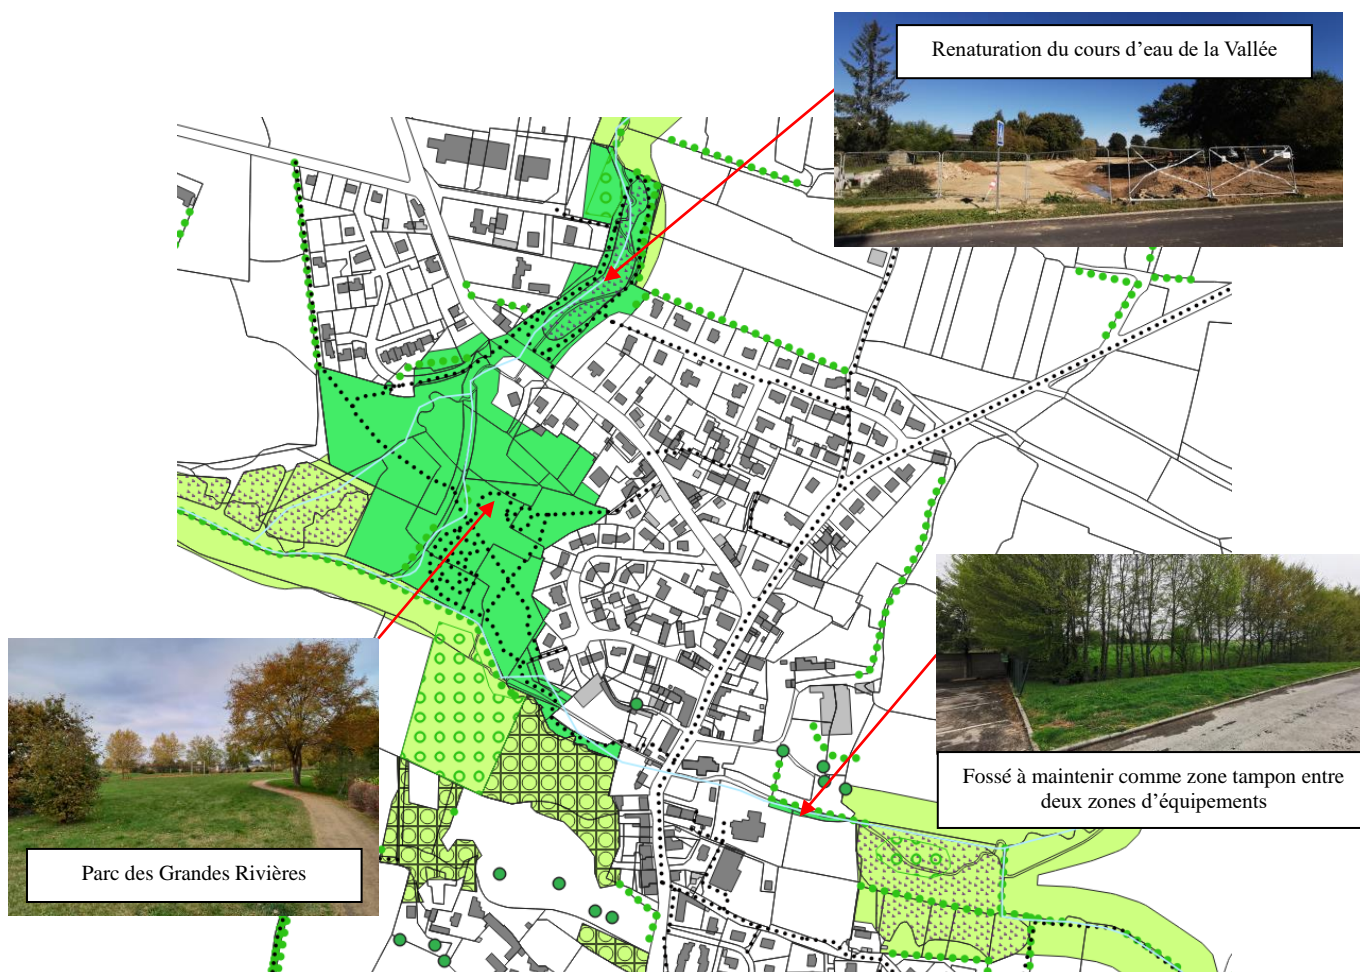 Renaturation du cours d'eau de la Vallée
Fossé à maintenir comme zone tampon entre
deux zones d'équipements
Parc des Grandes Rivières